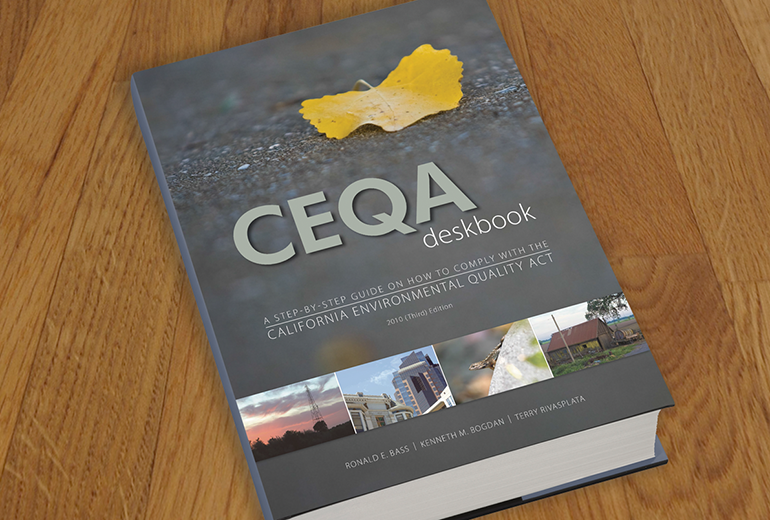 CEQA
deskbook
A STEP-BY-STEP GUIDE ON HOW TO COMPLY WITH THE
CALIFORNIA ENVIRONMENTAL QUALITY ACT
2010 (Third) Edition
RONALD E. BASS | KENNETH M. BOGDAN | TERRY RIVASPLATA